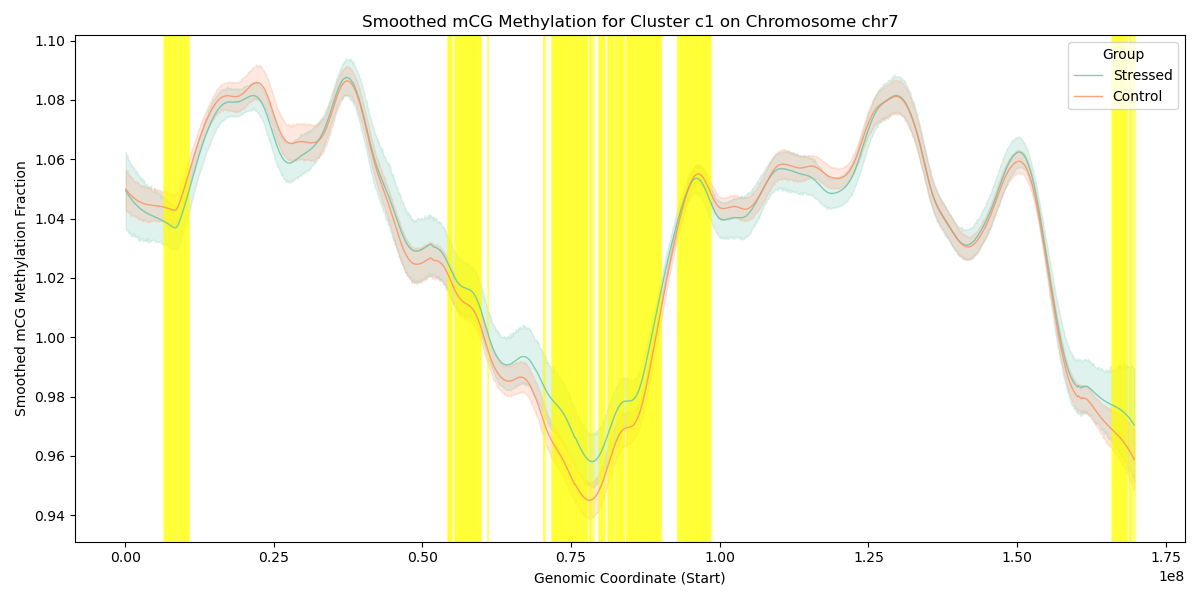 Smoothed mCG Methylation for Cluster c1 on Chromosome chr7
Smoothed mCG Methylation Fraction
1.10
1.08
1.06
1.04
1.02
1.00
0.98
0.96
0.94
Group
Stressed
Control
0.00
0.25
0.50
0.75
1.00
1.25
1.50
1.75
1e8
Genomic Coordinate (Start)